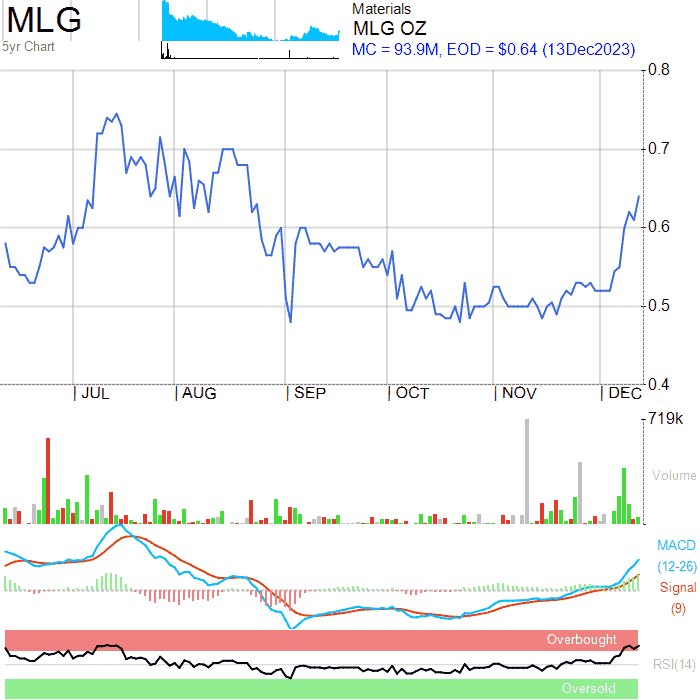 MLG
5yr Chart
Materials
MLG OZ
MC = 93.9M, EOD = $0.64 (13Dec2023)
0.8
0.7
0.6
0.5
0.4
| JUL | AUG | SEP | OCT | NOV | DEC
719k
Volume
MACD
(12-26)
Signal
(9)
Overbought
RSI(14)
Oversold